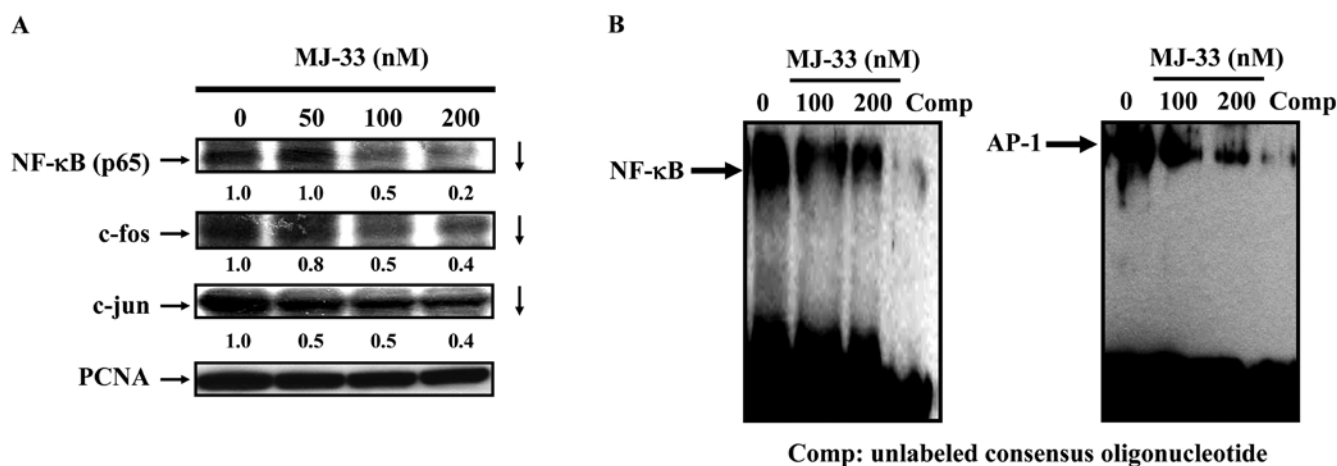 A
MJ-33 (nM)
0 50 100 200
NF-κB (p65)
1.0 1.0 0.5 0.2
c-fos
1.0 0.8 0.5 0.4
c-jun
1.0 0.5 0.5 0.4
PCNA
B
MJ-33 (nM)
0 100 200 Comp
NF-κB
MJ-33 (nM)
0 100 200 Comp
AP-1
Comp: unlabeled consensus oligonucleotide